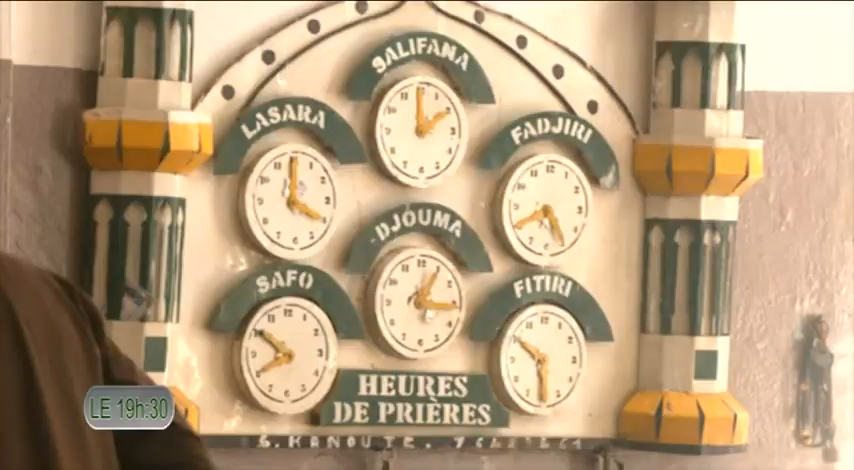 SALIFANA
LASARA
FADJIRI
DJOUMA
SAFO
FITIRI
HEURES
DE PRIÈRES
LE 19h:30